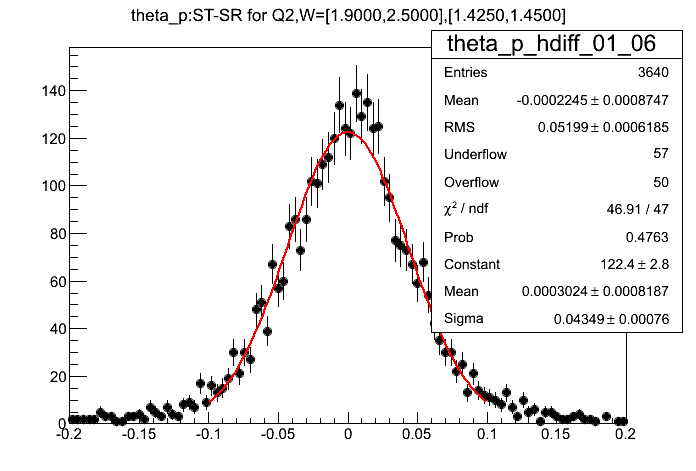 theta_p:ST-SR for Q2,W=[1.9000,2.5000],[1.4250,1.4500]
theta_p_hdiff_01_06
Entries 3640
Mean -0.0002245 ± 0.0008747
RMS 0.05199 ± 0.0006185
Underflow 57
Overflow 50
χ² / ndf 46.91 / 47
Prob 0.4763
Constant 122.4 ± 2.8
Mean 0.0003024 ± 0.0008187
Sigma 0.04349 ± 0.00076
140
120
100
80
60
40
20
0
-0.2 -0.15 -0.1 -0.05 0 0.05 0.1 0.15 0.2